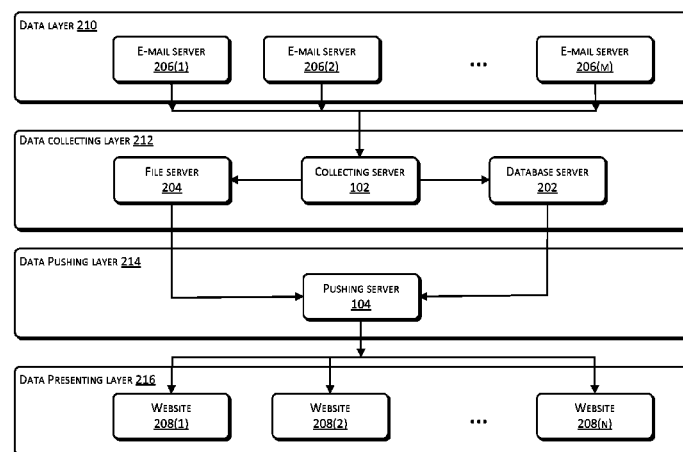 DATA LAYER 210
E-MAIL SERVER
206(1)
E-MAIL SERVER
206(2)
...
E-MAIL SERVER
206(M)
DATA COLLECTING LAYER 212
FILE SERVER
204
COLLECTING SERVER
102
DATABASE SERVER
202
DATA PUSHING LAYER 214
PUSHING SERVER
104
DATA PRESENTING LAYER 216
WEBSITE
208(1)
WEBSITE
208(2)
...
WEBSITE
208(N)